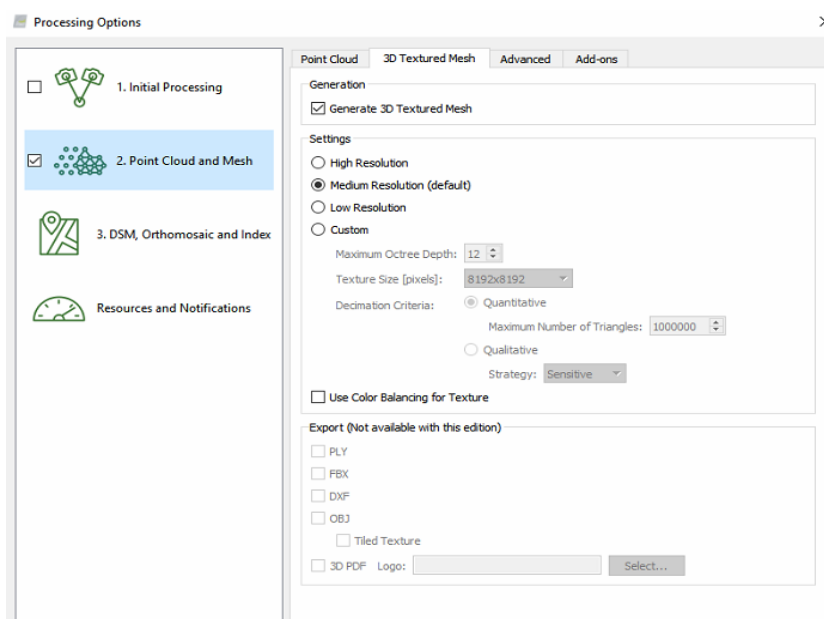 Processing Options
1. Initial Processing
2. Point Cloud and Mesh
3. DSM, Orthomosaic and Index
Resources and Notifications
Point Cloud
3D Textured Mesh
Advanced
Add-ons
Generation
Generate 3D Textured Mesh
Settings
High Resolution
Medium Resolution (default)
Low Resolution
Custom
Maximum Octree Depth: 12
Texture Size [pixels]: 8192x8192
Decimation Criteria: Quantitative
Maximum Number of Triangles: 1000000
Qualitative
Strategy: Sensitive
Use Color Balancing for Texture
Export (Not available with this edition)
PLY
FBX
DXF
OBJ
Tiled Texture
3D PDF Logo: Select...